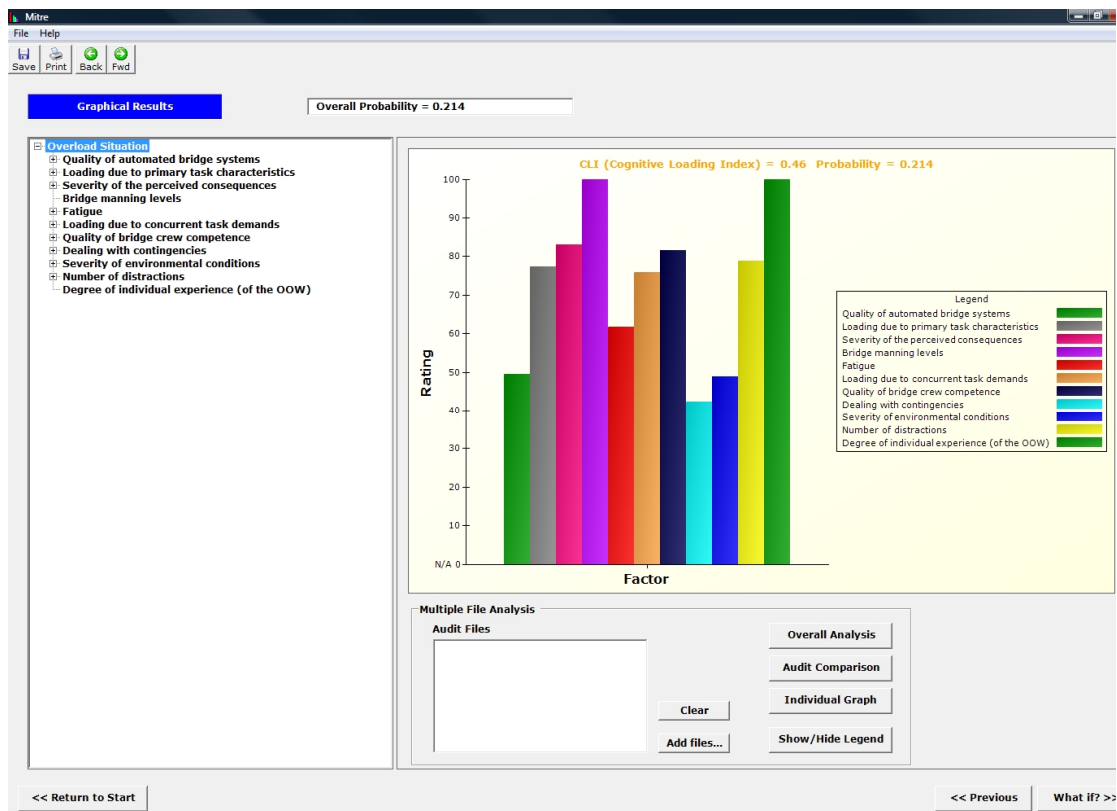 Mitre
File Help
Save Print Back Fwd
Graphical Results
Overall Probability = 0.214
Overload Situation
Quality of automated bridge systems
Loading due to primary task characteristics
Severity of the perceived consequences
Bridge manning levels
Fatigue
Loading due to concurrent task demands
Quality of bridge crew competence
Dealing with contingencies
Severity of environmental conditions
Number of distractions
Degree of individual experience (of the OOW)
CLI (Cognitive Loading Index) = 0.46 Probability = 0.214
100
90
80
70
60
50
40
30
20
10
N/A 0
Rating
Factor
Legend
Quality of automated bridge systems
Loading due to primary task characteristics
Severity of the perceived consequences
Bridge manning levels
Fatigue
Loading due to concurrent task demands
Quality of bridge crew competence
Dealing with contingencies
Severity of environmental conditions
Number of distractions
Degree of individual experience (of the OOW)
Multiple File Analysis
Audit Files
Clear
Add files...
Overall Analysis
Audit Comparison
Individual Graph
Show/Hide Legend
<< Return to Start
<< Previous
What if? >>